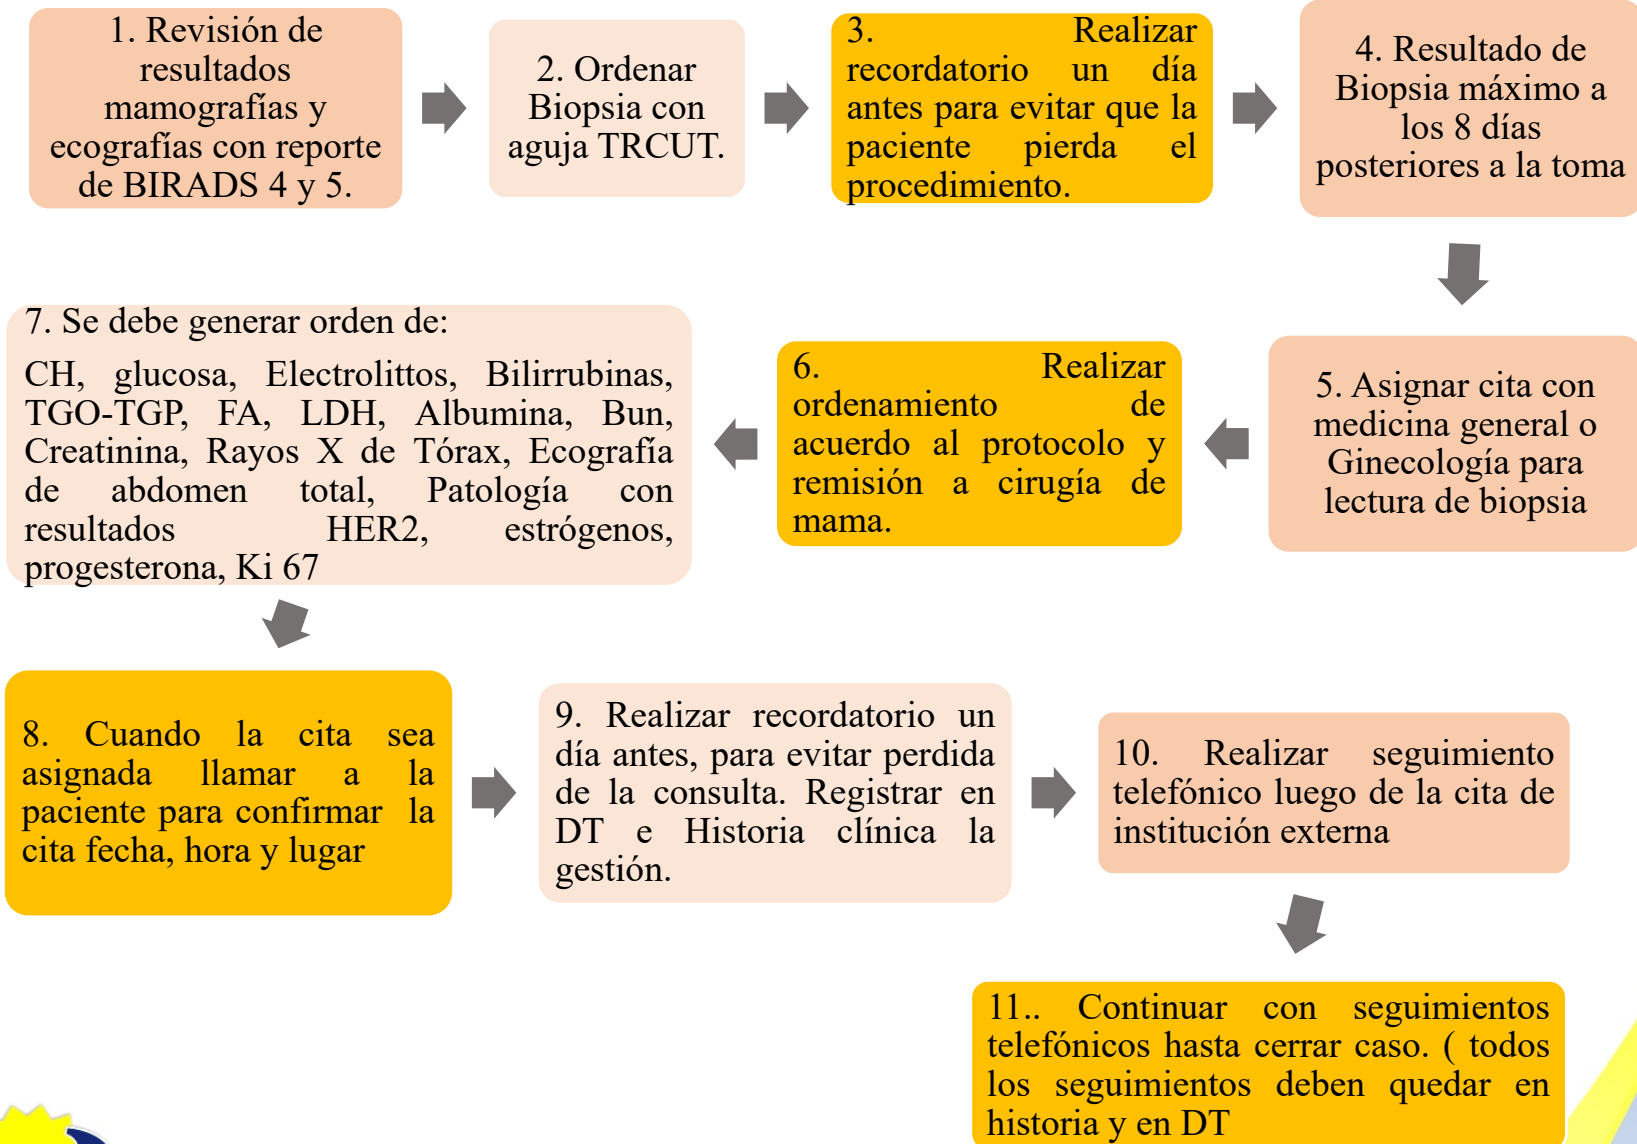 1. Revisión de
resultados
mamografías y
ecografías con reporte
de BIRADS 4 y 5.
2. Ordenar
Biopsia con
aguja TRCUT.
3. Realizar
recordatorio un día
antes para evitar que la
paciente pierda el
procedimiento.
4. Resultado de
Biopsia máximo a
los 8 días
posteriores a la toma
5. Asignar cita con
medicina general o
Ginecología para
lectura de biopsia
6. Realizar
ordenamiento de
acuerdo al protocolo y
remisión a cirugía de
mama.
7. Se debe generar orden de:
CH, glucosa, Electrolittos, Bilirrubinas,
TGO-TGP, FA, LDH, Albumina, Bun,
Creatinina, Rayos X de Tórax, Ecografía
de abdomen total, Patología con
resultados HER2, estrógenos,
progesterona, Ki 67
8. Cuando la cita sea
asignada llamar a la
paciente para confirmar la
cita fecha, hora y lugar
9. Realizar recordatorio un
día antes, para evitar perdida
de la consulta. Registrar en
DT e Historia clínica la
gestión.
10. Realizar seguimiento
telefónico luego de la cita de
institución externa
11.. Continuar con seguimientos
telefónicos hasta cerrar caso. ( todos
los seguimientos deben quedar en
historia y en DT